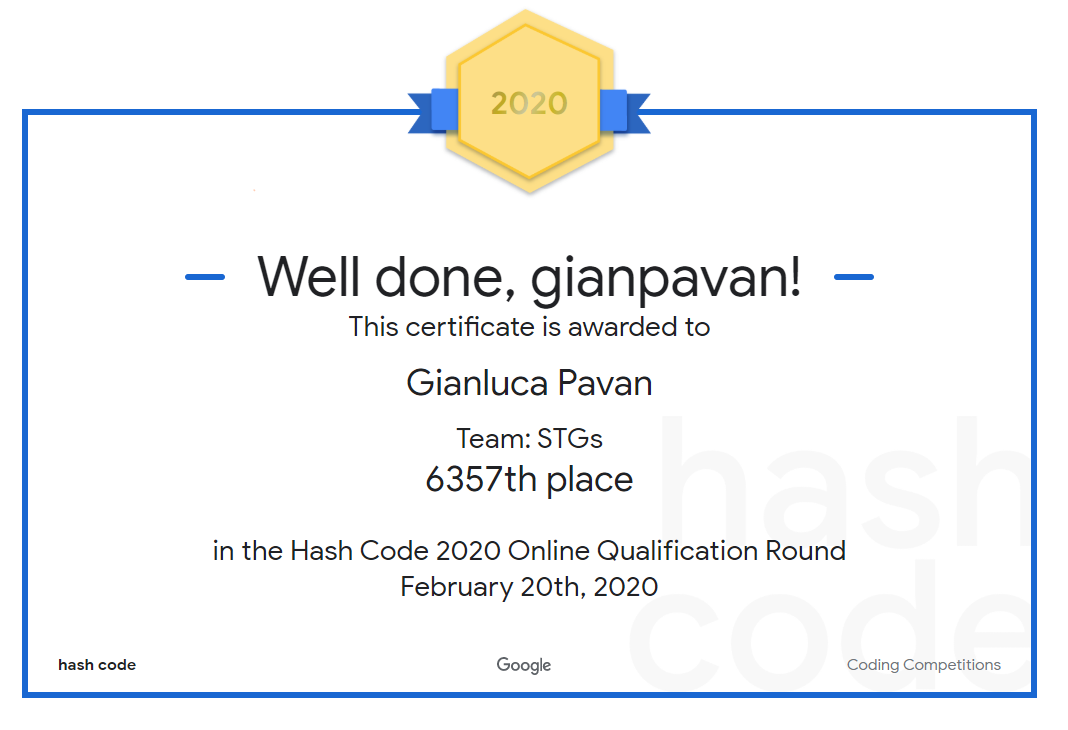 2020
Well done, gianpavan!
This certificate is awarded to
Gianluca Pavan
Team: STGs
6357th place
in the Hash Code 2020 Online Qualification Round
February 20th, 2020
hash
code
hash code
Google
Coding Competitions